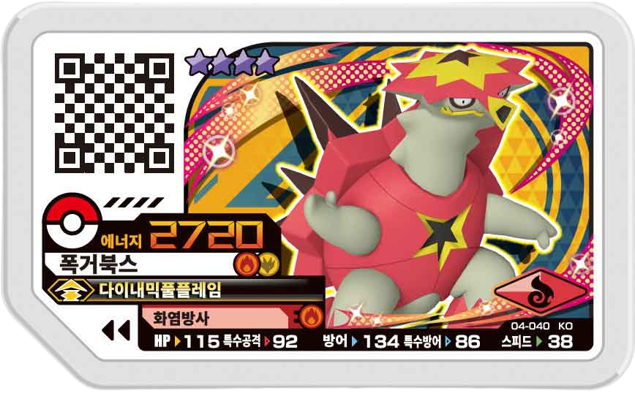 에너지 2720
폭거북스
다이내믹풀플레임
화염방사
04-040 KO
HP 115 특수공격 92 방어 134 특수방어 86 스피드 38